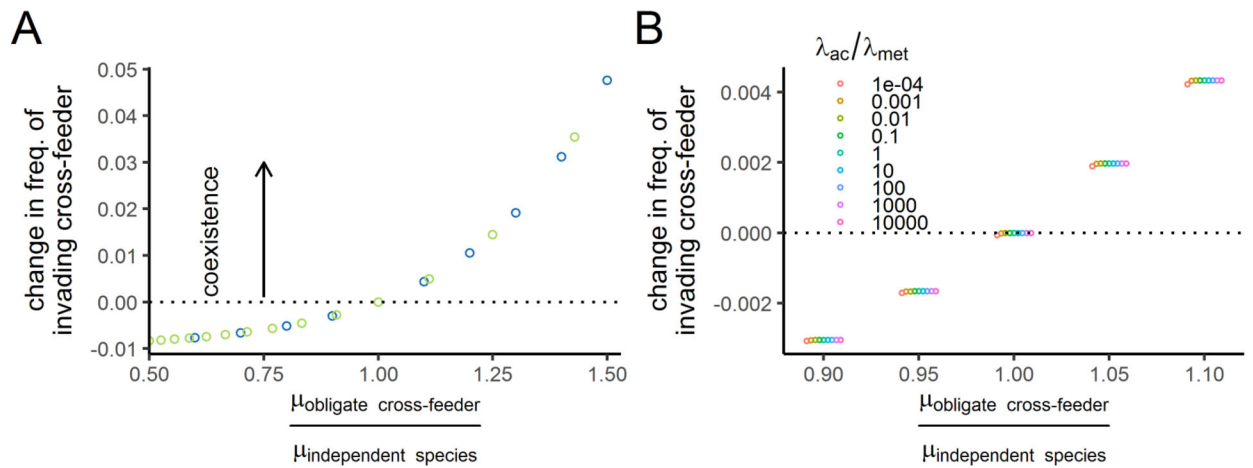 A
change in freq. of
invading cross-feeder
0.05
0.04
0.03
0.02
0.01
0.00
-0.01
coexistence
0.50
0.75
1.00
1.25
1.50
μobligate cross-feeder
μindependent species
B
change in freq. of
invading cross-feeder
0.004
0.002
0.000
-0.002
λac/λmet
1e-04
0.001
0.01
0.1
1
10
100
1000
10000
0.90
0.95
1.00
1.05
1.10
μobligate cross-feeder
μindependent species